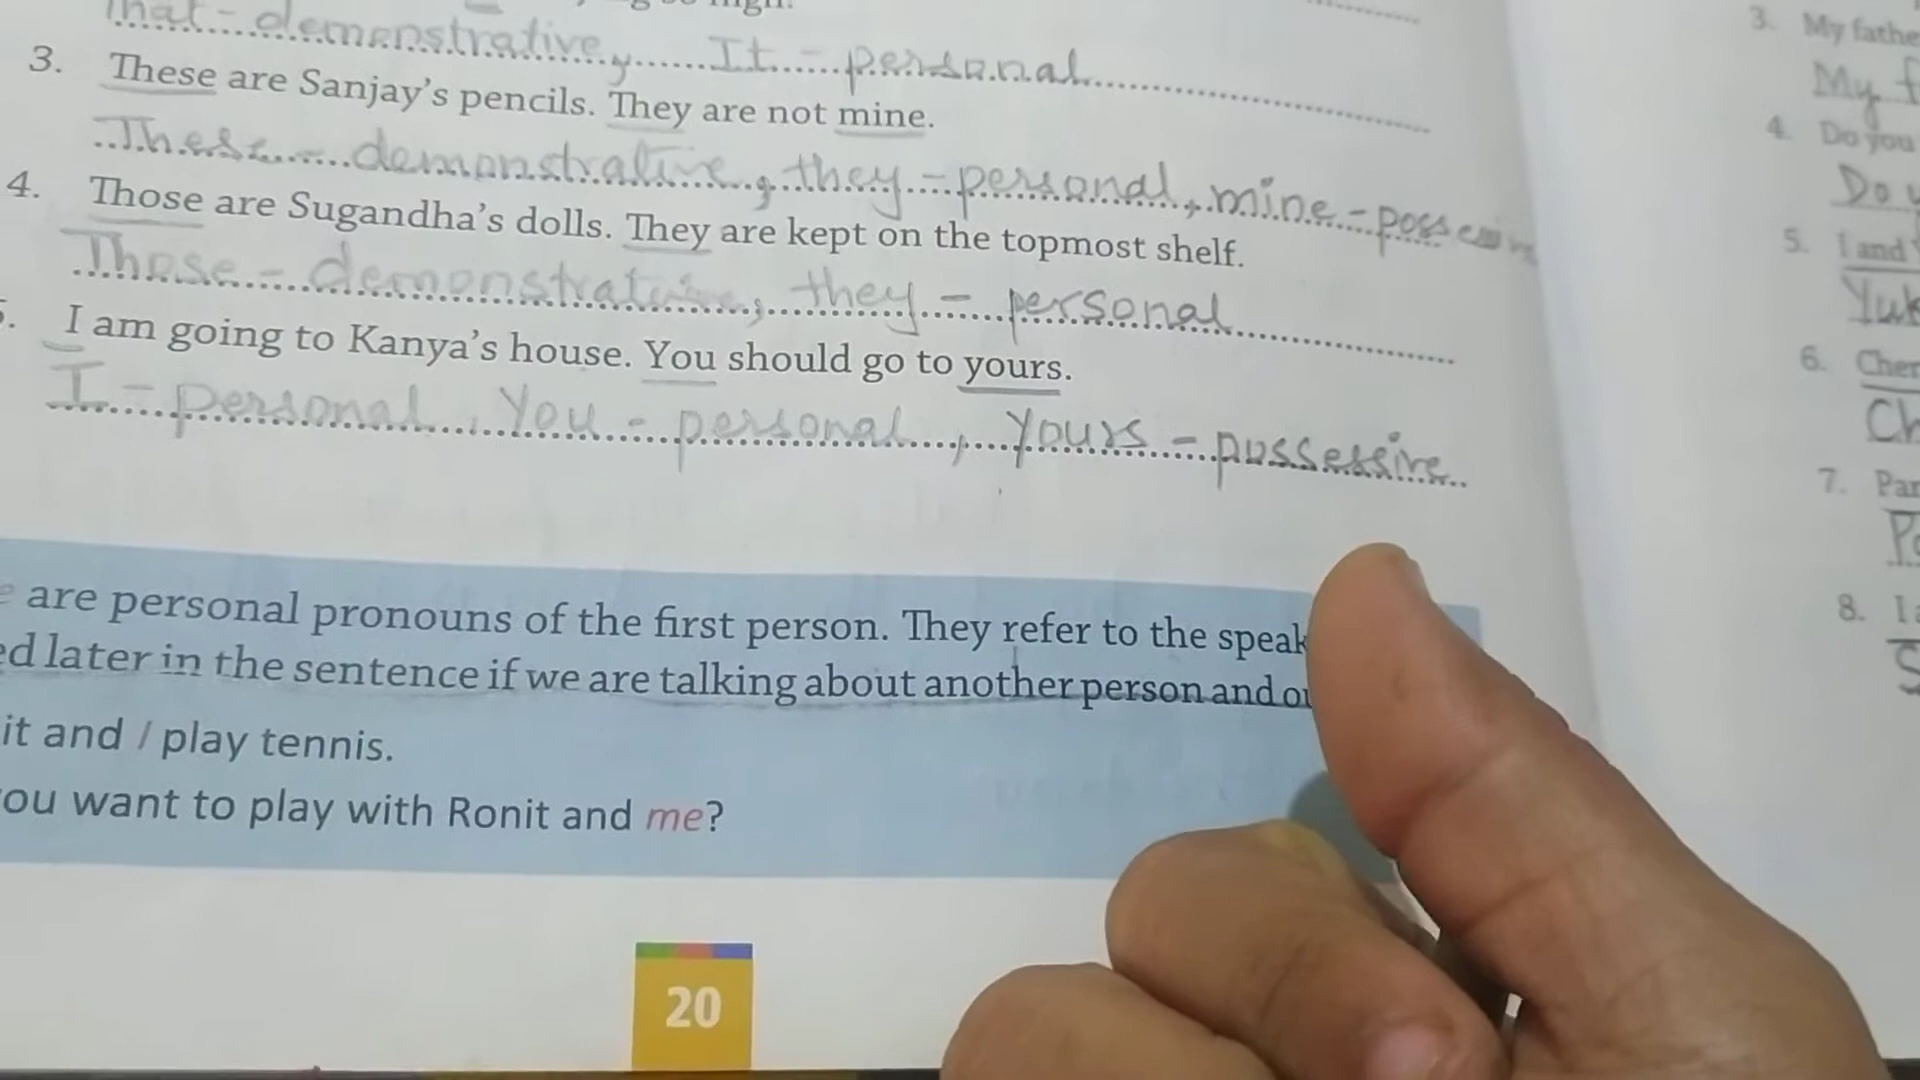 That - demonstrative, It - personal
3. These are Sanjay's pencils. They are not mine.
These - demonstrative, they - personal, mine - possessive
4. Those are Sugandha's dolls. They are kept on the topmost shelf.
Those - demonstrative, they - personal
I am going to Kanya's house. You should go to yours.
I - personal, You - personal, yours - possessive
are personal pronouns of the first person. They refer to the speak
ed later in the sentence if we are talking about another person and ou
it and I play tennis.
ou want to play with Ronit and me?
20
3. My fathe
My f
4. Do you
Do y
5. I and
Yuk
6. Cher
Ch
7. Par
Pa
8. I a
S